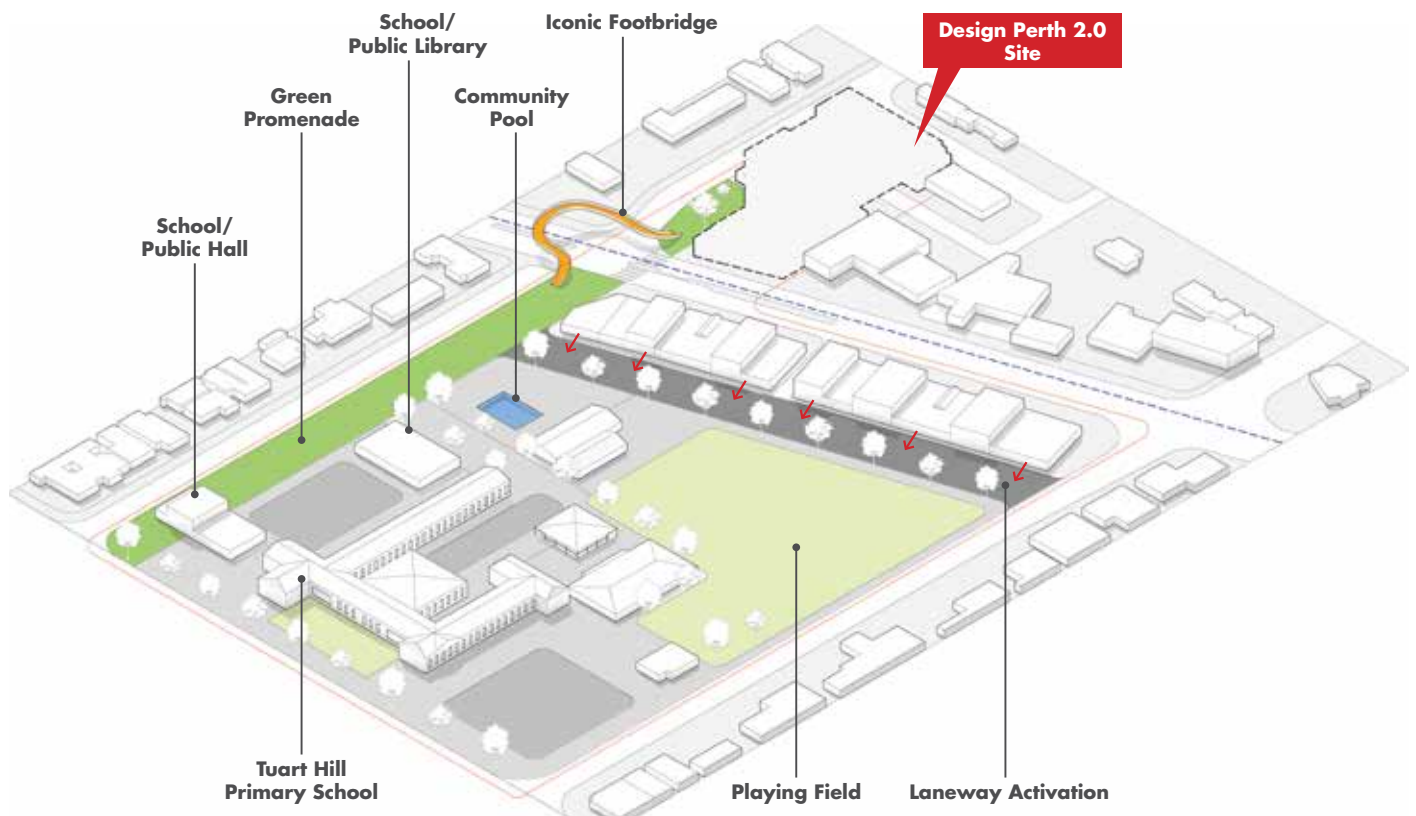 School/
Public Library
Iconic Footbridge
Design Perth 2.0
Site
Green
Promenade
Community
Pool
School/
Public Hall
Tuart Hill
Primary School
Playing Field
Laneway Activation